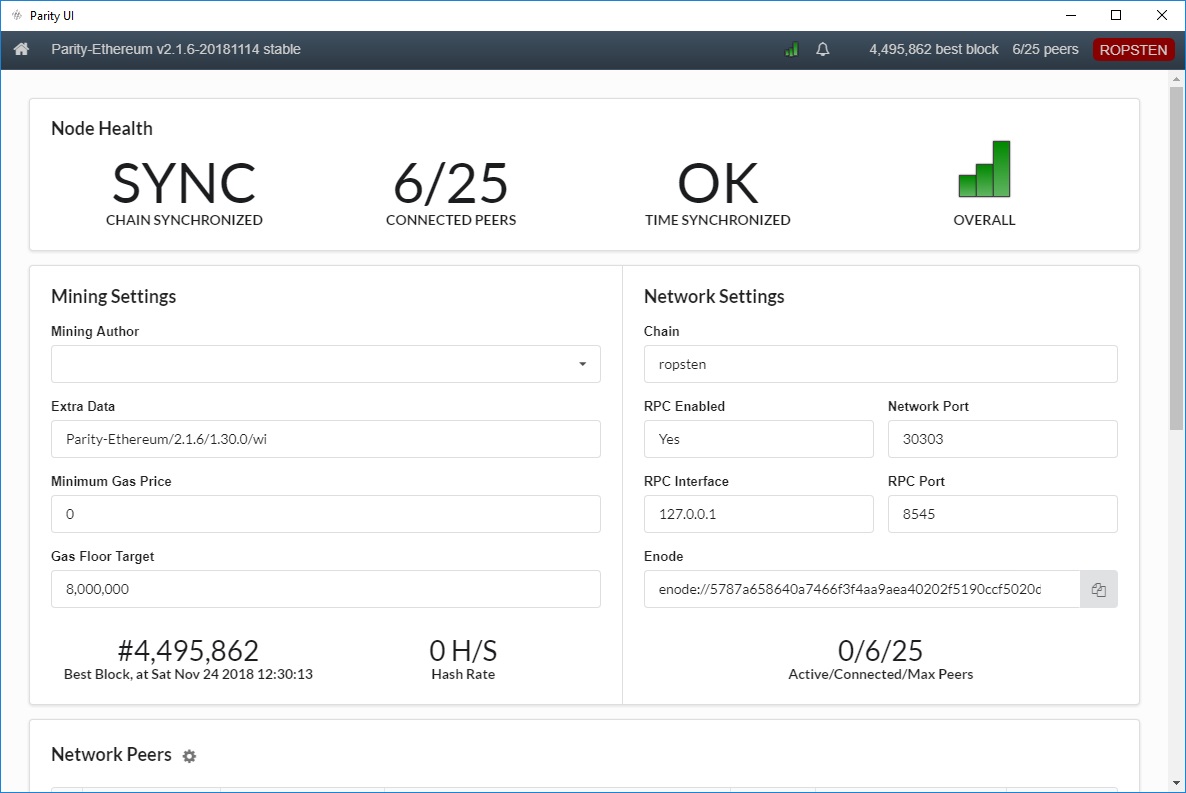 Parity UI
Parity-Ethereum v2.1.6-20181114 stable
4,495,862 best block 6/25 peers ROPSTEN
Node Health
SYNC 6/25 OK
CHAIN SYNCHRONIZED CONNECTED PEERS TIME SYNCHRONIZED OVERALL
Mining Settings
Mining Author
Extra Data
Parity-Ethereum/2.1.6/1.30.0/wi
Minimum Gas Price
0
Gas Floor Target
8,000,000
#4,495,862 0 H/S
Best Block, at Sat Nov 24 2018 12:30:13 Hash Rate
Network Settings
Chain
ropsten
RPC Enabled Network Port
Yes 30303
RPC Interface RPC Port
127.0.0.1 8545
Enode
enode://5787a658640a7466f3f4aa9aea40202f5190ccf5020d
0/6/25
Active/Connected/Max Peers
Network Peers